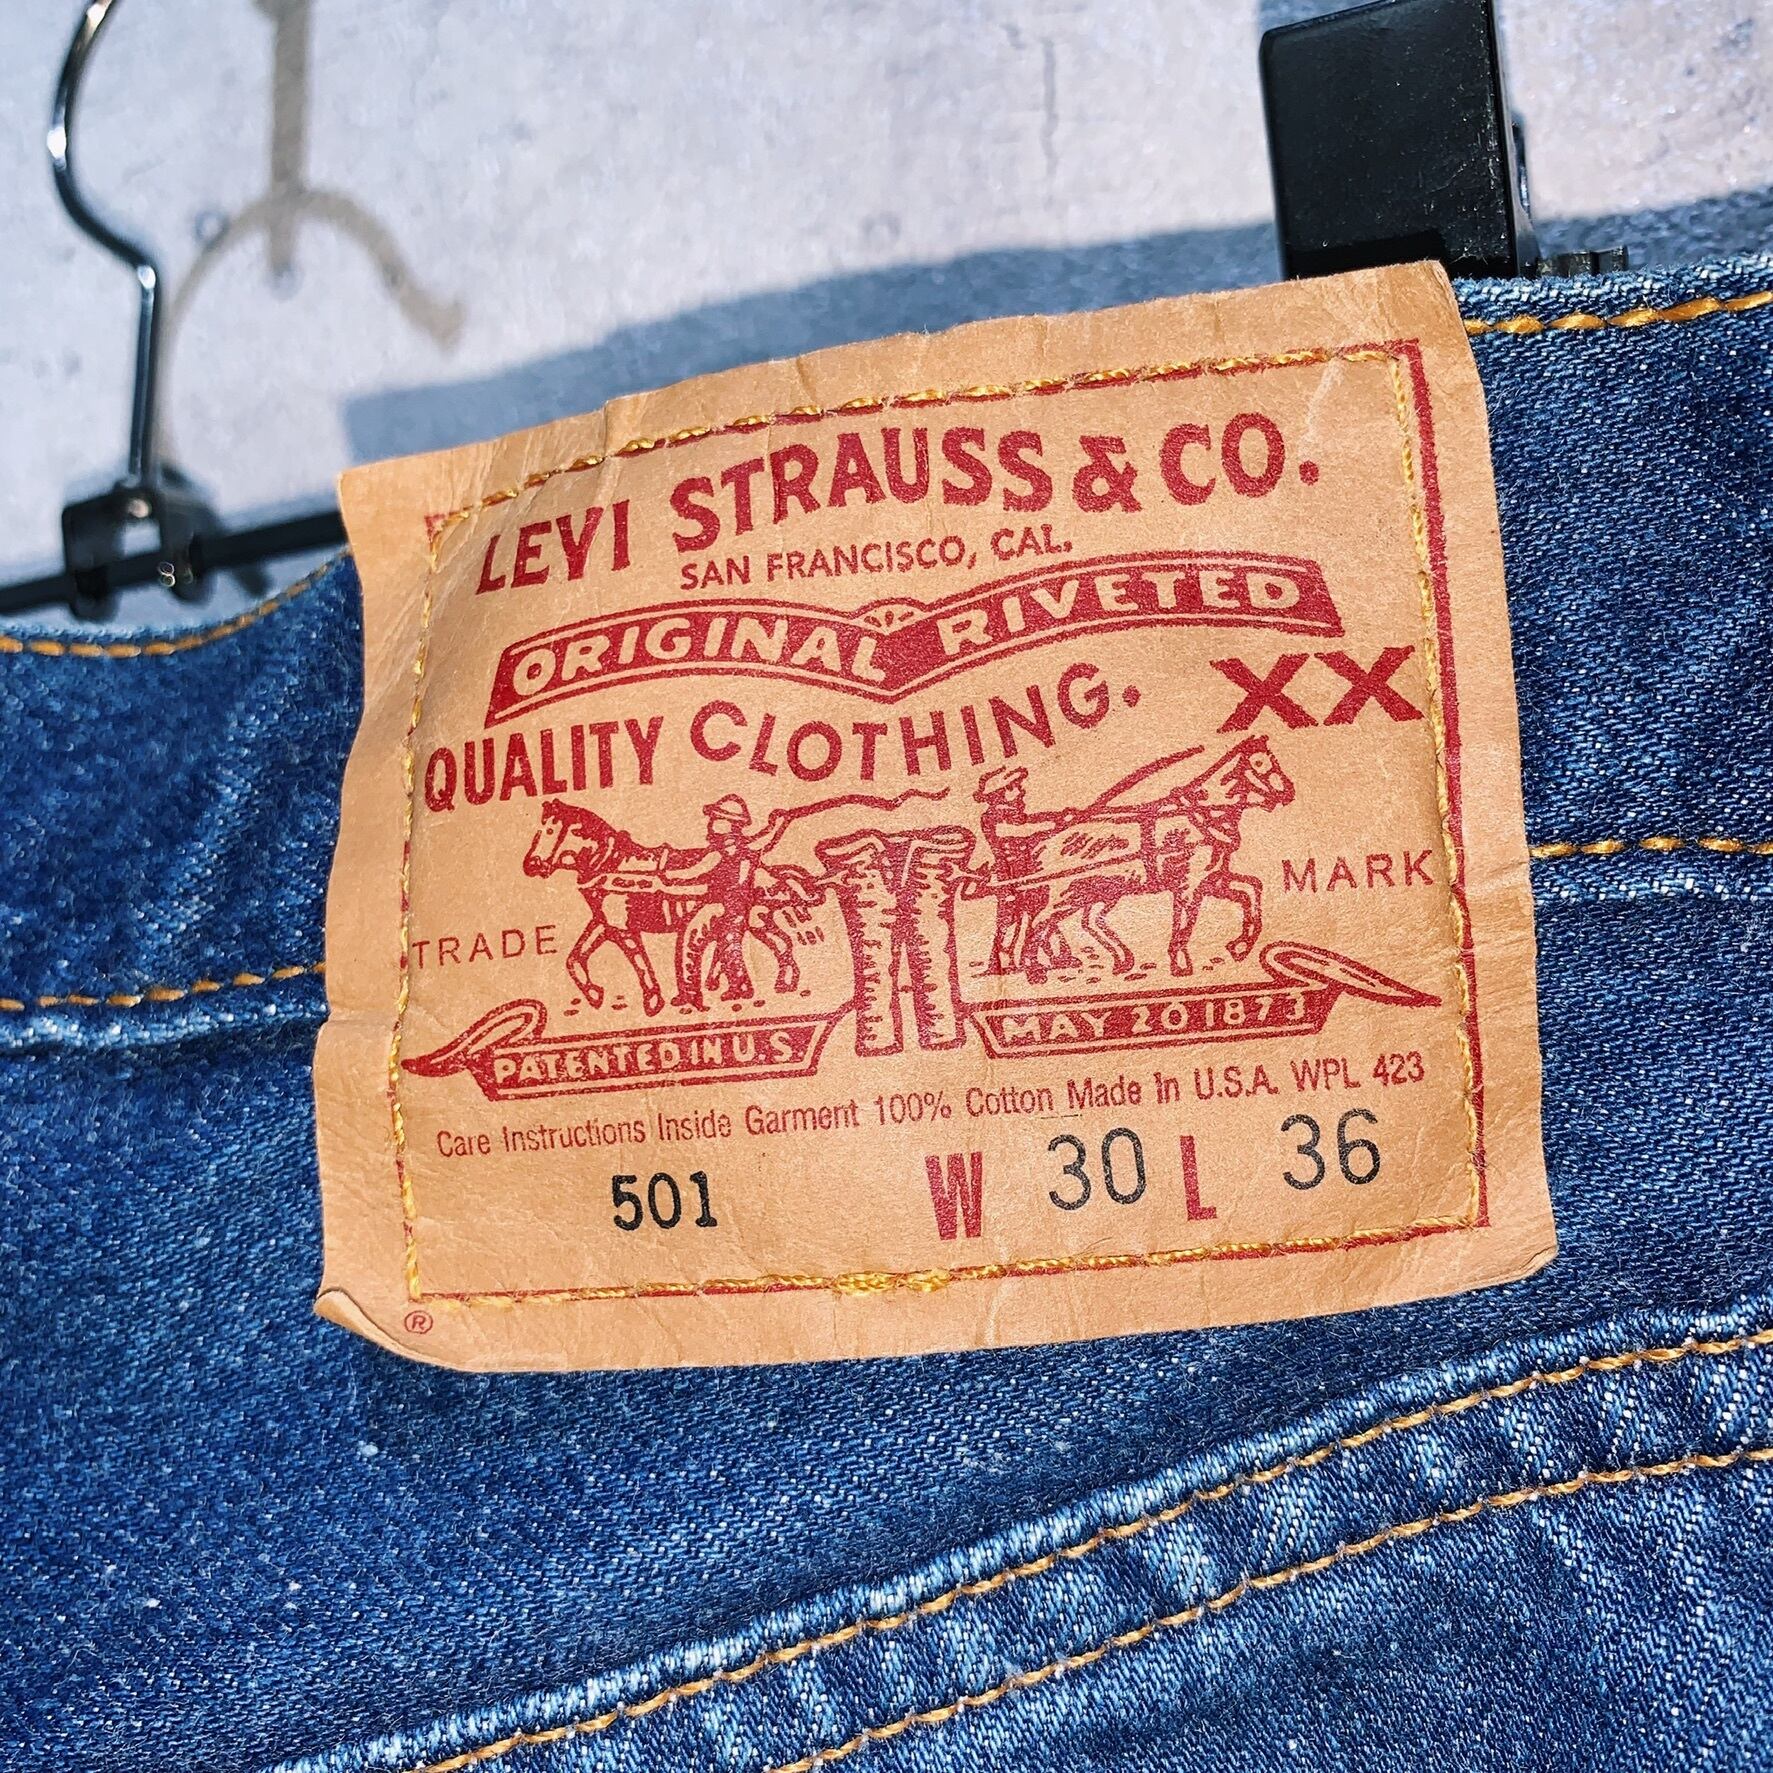 LEVI STRAUSS & CO.
SAN FRANCISCO, CAL.
ORIGINAL RIVETED
QUALITY CLOTHING. XX
TRADE MARK
PATENTED IN U.S. MAY 20 1873
Care Instructions Inside Garment 100% Cotton Made In U.S.A. WPL 423
501 W 30 L 36
®